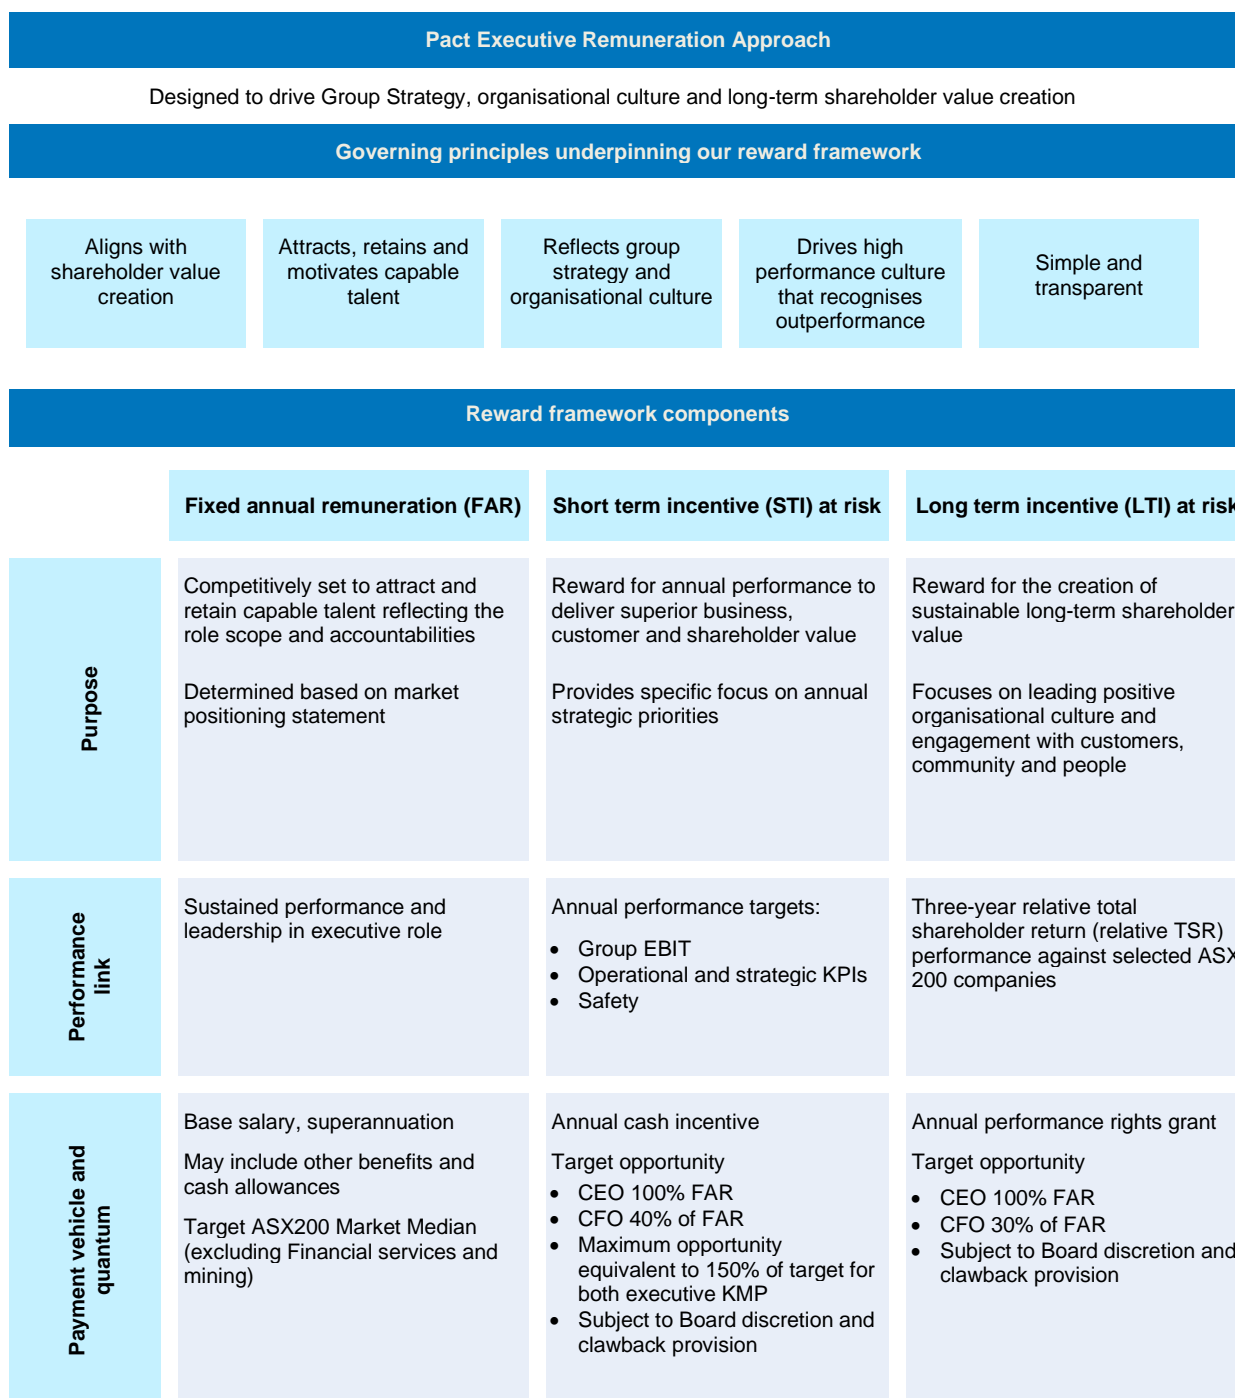 Pact Executive Remuneration Approach
Designed to drive Group Strategy, organisational culture and long-term shareholder value creation
Governing principles underpinning our reward framework
Aligns with
shareholder value
creation
Attracts, retains and
motivates capable
talent
Reflects group
strategy and
organisational culture
Drives high
performance culture
that recognises
outperformance
Simple and
transparent
Reward framework components
Fixed annual remuneration (FAR)
Short term incentive (STI) at risk
Long term incentive (LTI) at risk
Purpose
Competitively set to attract and
retain capable talent reflecting the
role scope and accountabilities
Determined based on market
positioning statement
Reward for annual performance to
deliver superior business,
customer and shareholder value
Provides specific focus on annual
strategic priorities
Reward for the creation of
sustainable long-term shareholder
value
Focuses on leading positive
organisational culture and
engagement with customers,
community and people
Performance
link
Sustained performance and
leadership in executive role
Annual performance targets:
• Group EBIT
• Operational and strategic KPIs
• Safety
Three-year relative total
shareholder return (relative TSR)
performance against selected ASX
200 companies
Payment vehicle and
quantum
Base salary, superannuation
May include other benefits and
cash allowances
Target ASX200 Market Median
(excluding Financial services and
mining)
Annual cash incentive
Target opportunity
• CEO 100% FAR
• CFO 40% of FAR
• Maximum opportunity
equivalent to 150% of target for
both executive KMP
• Subject to Board discretion and
clawback provision
Annual performance rights grant
Target opportunity
• CEO 100% FAR
• CFO 30% of FAR
• Subject to Board discretion and
clawback provision